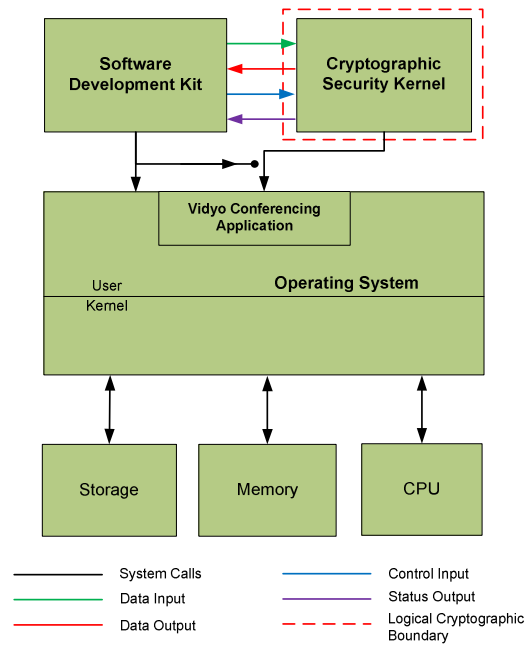 Software
Development Kit
Cryptographic
Security Kernel
Vidyo Conferencing
Application
Operating System
User
Kernel
Storage
Memory
CPU
System Calls
Data Input
Data Output
Control Input
Status Output
Logical Cryptographic
Boundary